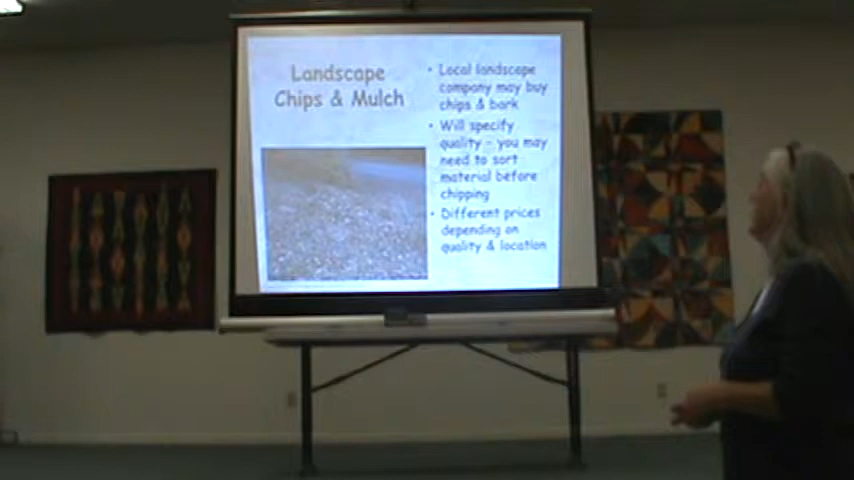 Landscape
Chips & Mulch
• Local landscape
company may buy
chips & bark
• Will specify
quality – you may
need to sort
material before
chipping
• Different prices
depending on
quality & location